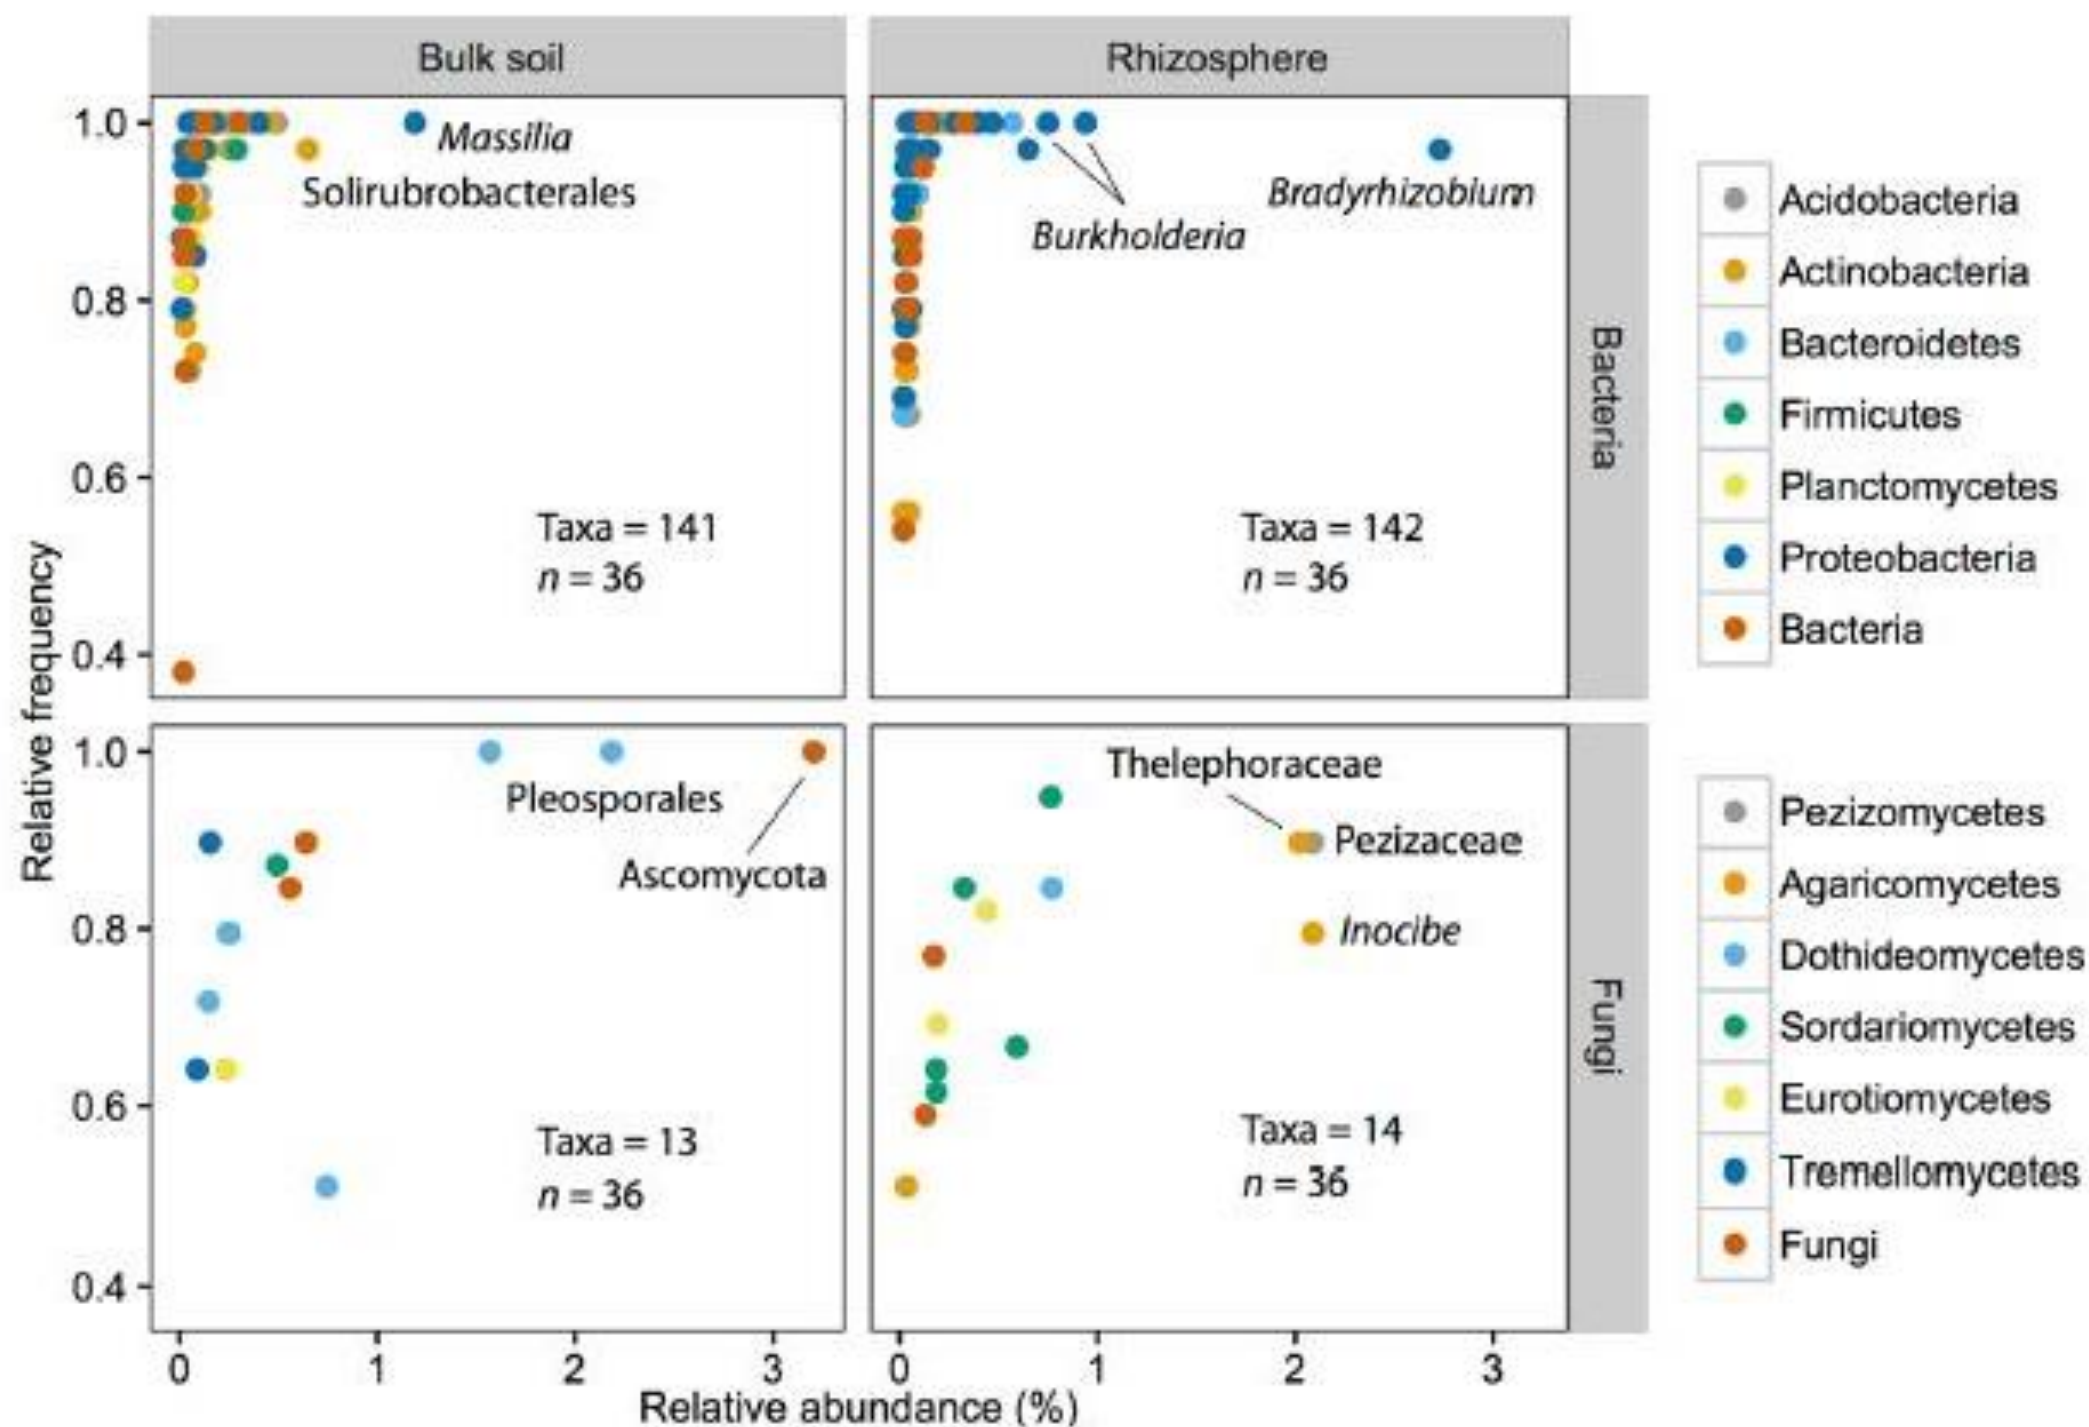 Bulk soil
Rhizosphere
Relative frequency
1.0
0.8
0.6
0.4
Massilia
Solirubrobacterales
Taxa = 141
n = 36
Bradyrhizobium
Burkholderia
Taxa = 142
n = 36
Bacteria
1.0
0.8
0.6
0.4
Pleosporales
Ascomycota
Taxa = 13
n = 36
Thelephoraceae
Pezizaceae
Inocibe
Taxa = 14
n = 36
Fungi
0 1 2 3
0 1 2 3
Relative abundance (%)
Acidobacteria
Actinobacteria
Bacteroidetes
Firmicutes
Planctomycetes
Proteobacteria
Bacteria
Pezizomycetes
Agaricomycetes
Dothideomycetes
Sordariomycetes
Eurotiomycetes
Tremellomycetes
Fungi